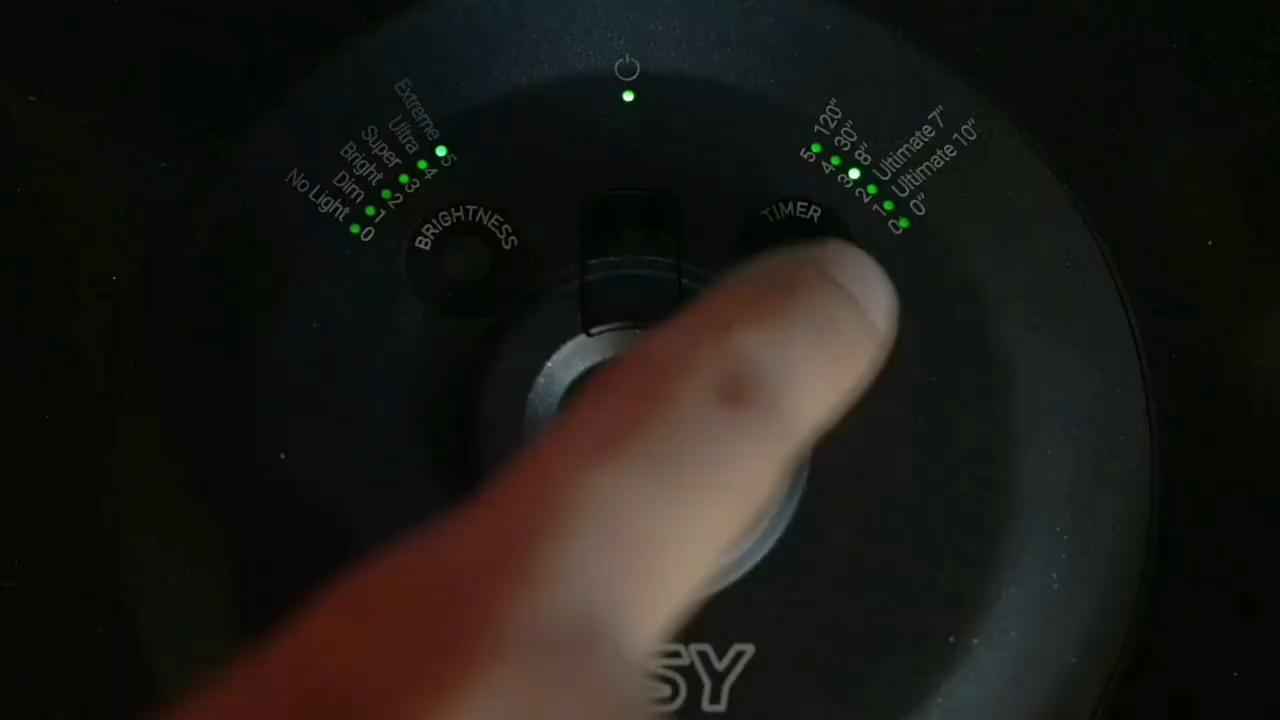 No Light 0
Dim 1
Bright 2
Super 3
Ultra 4
Extreme 5
BRIGHTNESS
5 120"
4 30"
3 8"
2 Ultimate 7"
1 Ultimate 10"
0 0"
TIMER
SY